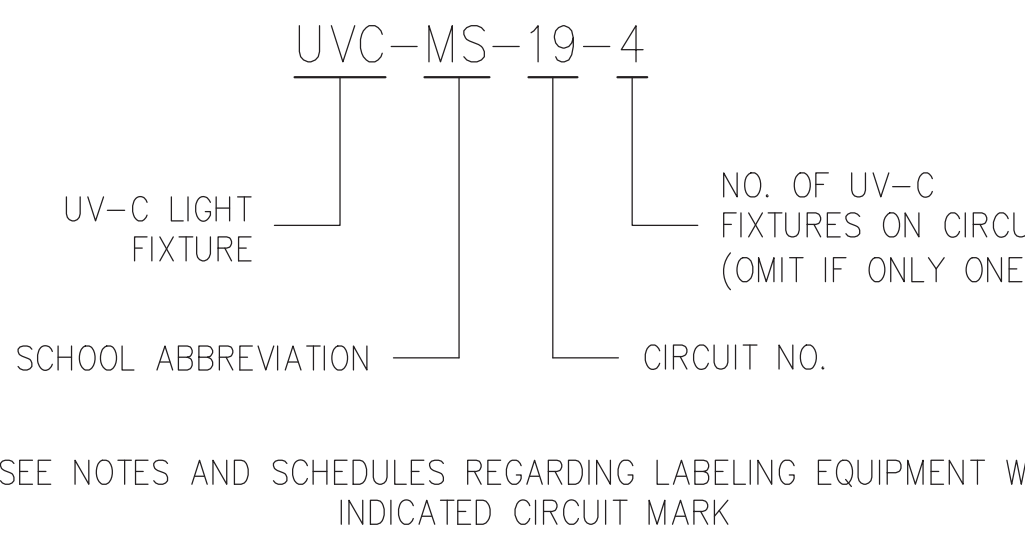 UVC-MS-19-4
UV-C LIGHT
FIXTURE
NO. OF UV-C
FIXTURES ON
(OMIT IF ONLY ONE
SCHOOL ABBREVIATION
CIRCUIT NO.
SEE NOTES AND SCHEDULES REGARDING LABELING EQUIPMENT
INDICATED CIRCUIT MARK